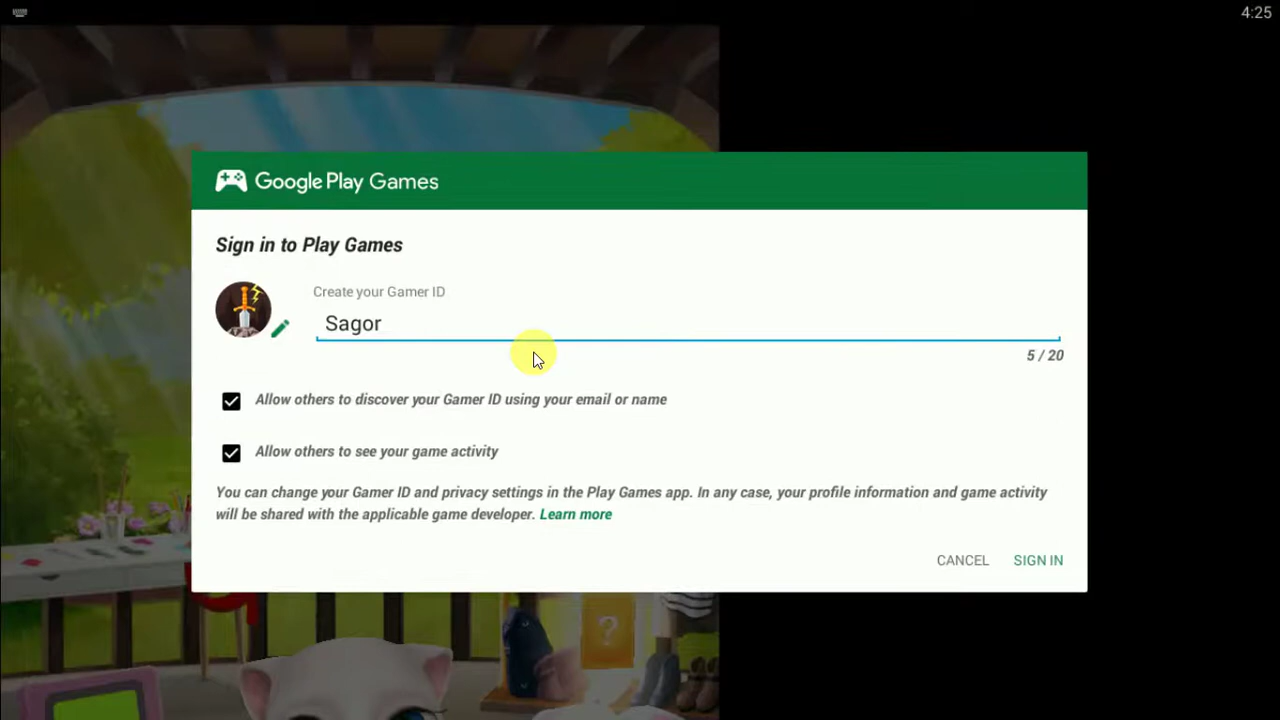 4:25
Google Play Games
Sign in to Play Games
Create your Gamer ID
Sagor
5 / 20
Allow others to discover your Gamer ID using your email or name
Allow others to see your game activity
You can change your Gamer ID and privacy settings in the Play Games app. In any case, your profile information and game activity
will be shared with the applicable game developer. Learn more
CANCEL SIGN IN
?